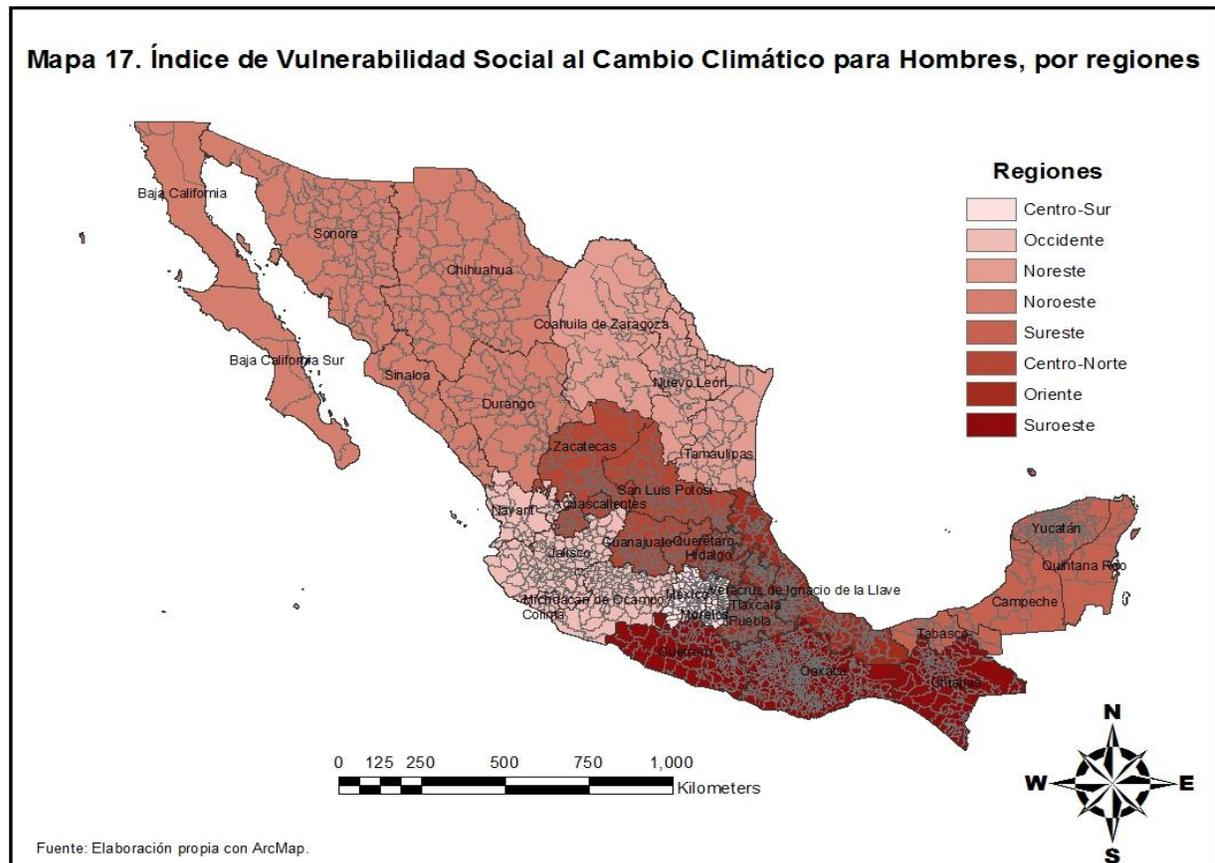 Mapa 17. Índice de Vulnerabilidad Social al Cambio Climático para Hombres, por regiones
Regiones
Centro-Sur
Occidente
Noreste
Noroeste
Sureste
Centro-Norte
Oriente
Suroeste
Baja California
Sonora
Chihuahua
Coahuila de Zaragoza
Baja California Sur
Sinaloa
Nuevo León
Durango
Zacatecas
Tamaulipas
San Luis Potosí
Nayarit
Aguascalientes
Guanajuato
Querétaro
Hidalgo
Jalisco
Yucatán
Quintana Roo
Campeche
Michoacán de Ocampo
México
Veracruz de Ignacio de la Llave
Tlaxcala
Colima
Morelos
Puebla
Tabasco
Guerrero
Oaxaca
Chiapas
N
W
E
S
0 125 250 500 750 1,000
Kilometers
Fuente: Elaboración propia con ArcMap.